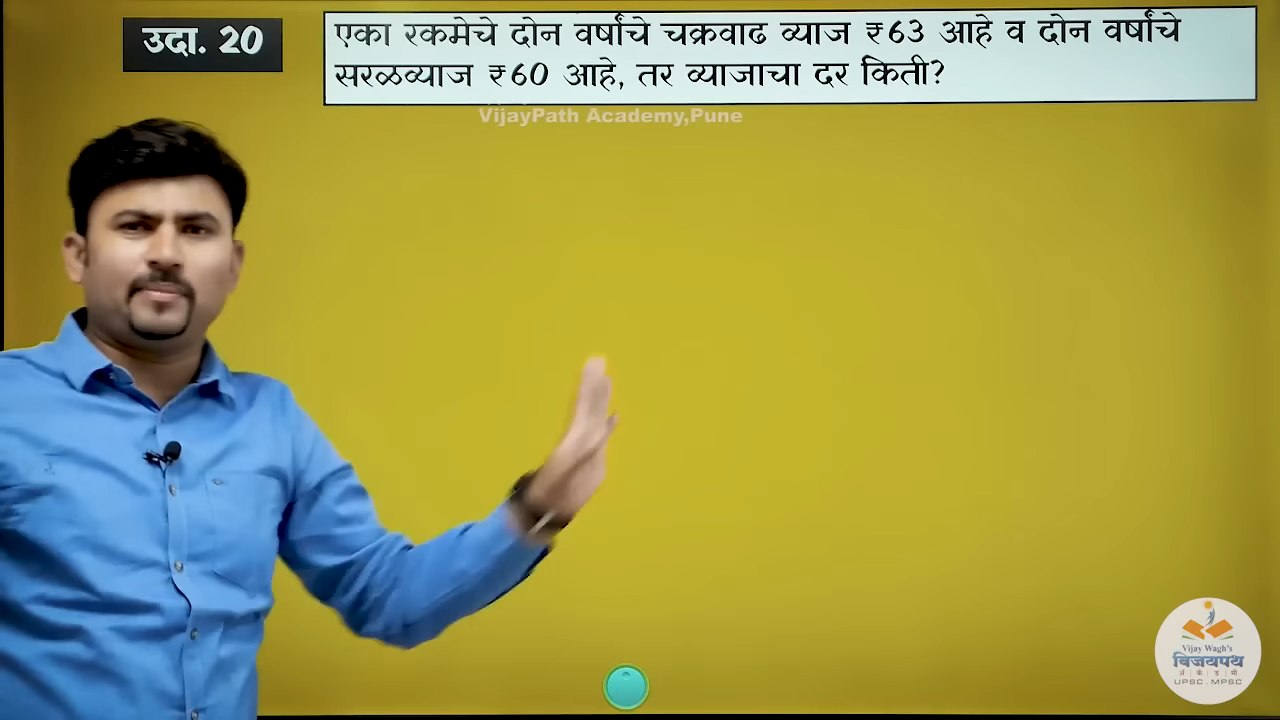 उदा. 20
एका रकमेचे दोन वर्षांचे चक्रवाढ व्याज ₹63 आहे व दोन वर्षांचे
सरळव्याज ₹60 आहे, तर व्याजाचा दर किती?
VijayPath Academy,Pune
Vijay Wagh's
विजयपथ
अॅ | के | ड | मी
UPSC - MPSC